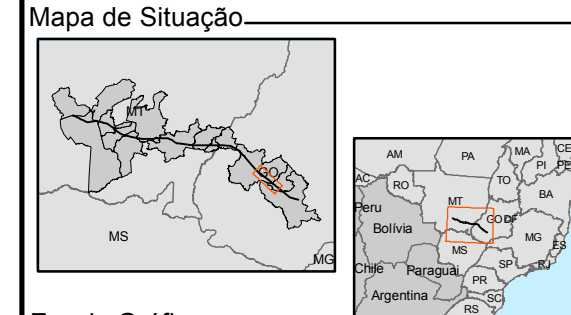 Mapa de Situação
MT
GO
MS
MG
AM
PA
MA
CE
PI
PE
AC
RO
TO
BA
Peru
MT
Bolívia
GO
DF
MG
ES
MS
Chile
Paraguai
SP
RJ
PR
Argentina
SC
RS